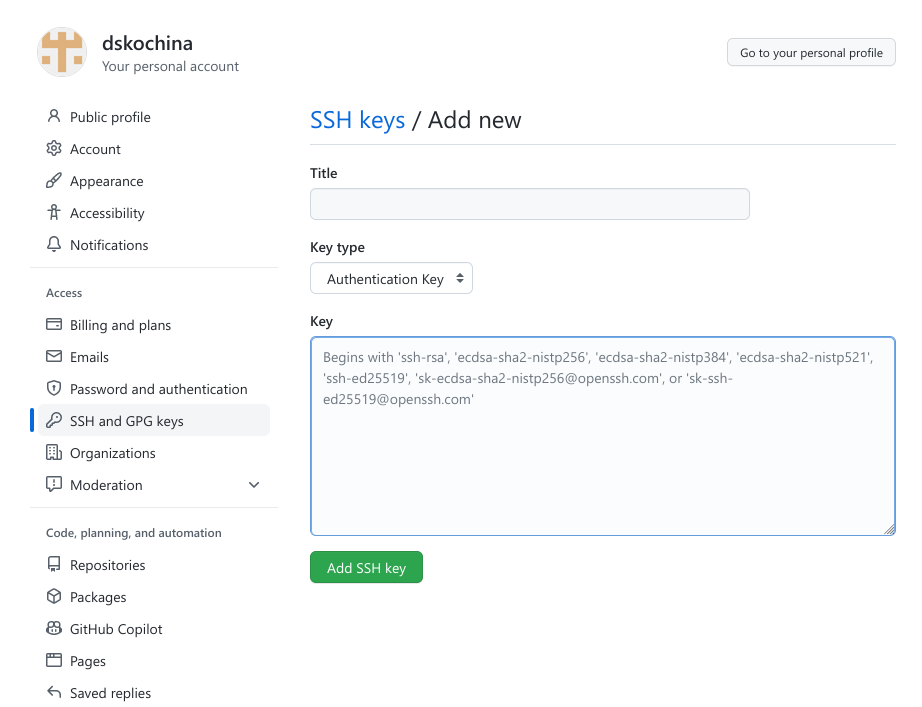 dskochina
Your personal account
Go to your personal profile
Public profile
Account
Appearance
Accessibility
Notifications
Access
Billing and plans
Emails
Password and authentication
SSH and GPG keys
Organizations
Moderation
Code, planning, and automation
Repositories
Packages
GitHub Copilot
Pages
Saved replies
SSH keys / Add new
Title
Key type
Authentication Key
Key
Begins with 'ssh-rsa', 'ecdsa-sha2-nistp256', 'ecdsa-sha2-nistp384', 'ecdsa-sha2-nistp521',
'ssh-ed25519', 'sk-ecdsa-sha2-nistp256@openssh.com', or 'sk-ssh-
ed25519@openssh.com'
Add SSH key